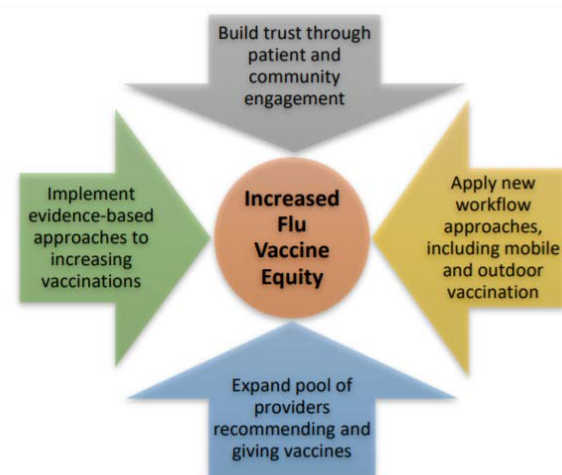 Build trust through
patient and
community
engagement
Implement
evidence-based
approaches to
increasing
vaccinations
Increased
Flu
Vaccine
Equity
Apply new
workflow
approaches,
including mobile
and outdoor
vaccination
Expand pool of
providers
recommending and
giving vaccines